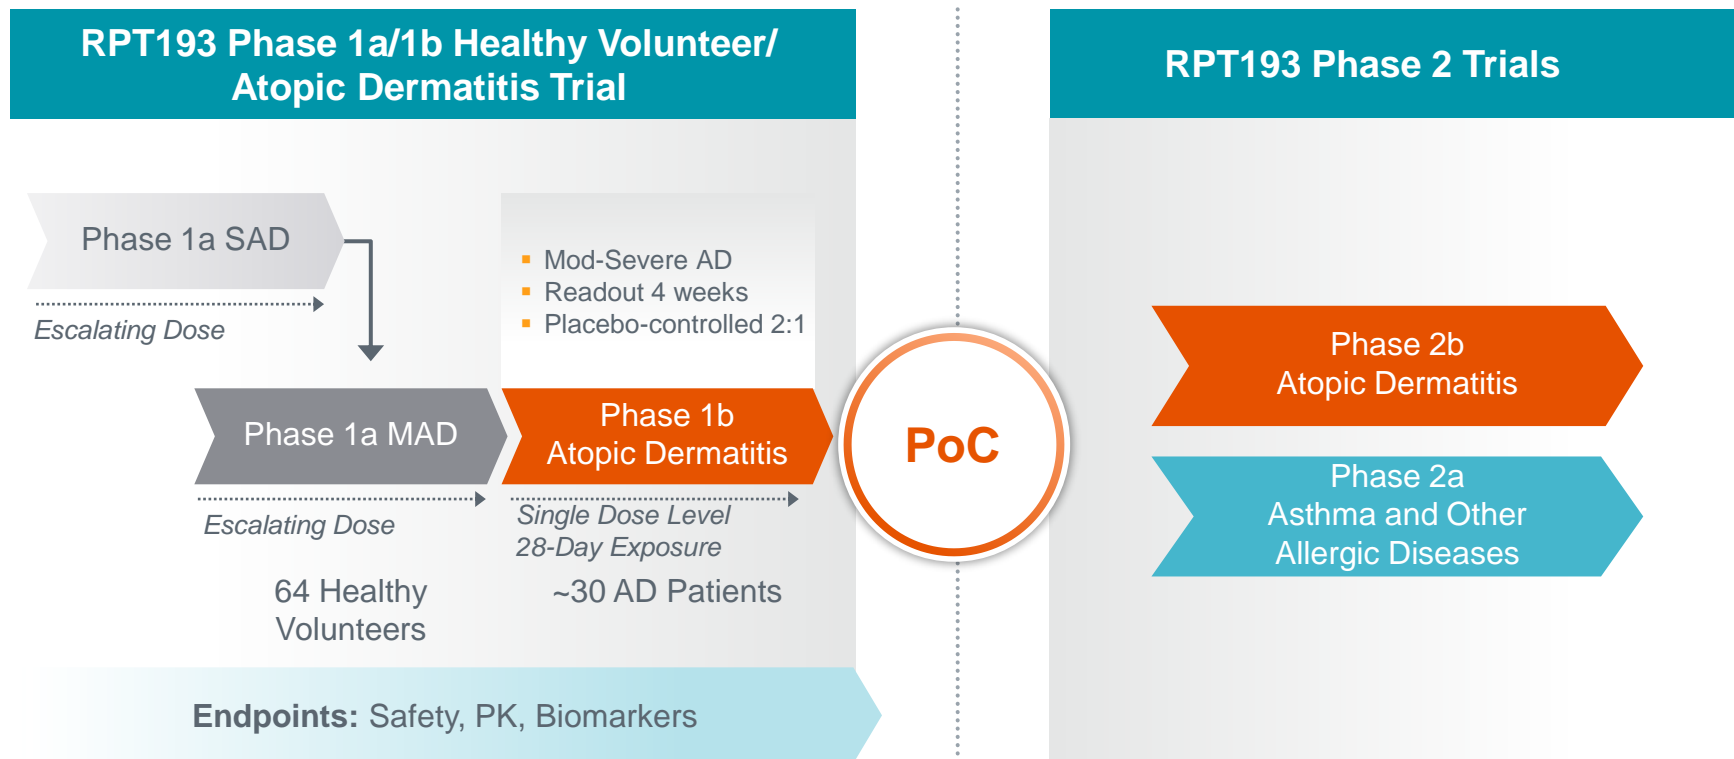 RPT193 Phase 1a/1b Healthy Volunteer/
Atopic Dermatitis Trial
RPT193 Phase 2 Trials
Phase 1a SAD
Escalating Dose
▪ Mod-Severe AD
▪ Readout 4 weeks
▪ Placebo-controlled 2:1
Phase 1a MAD
Escalating Dose
Phase 1b
Atopic Dermatitis
Single Dose Level
28-Day Exposure
64 Healthy
Volunteers
~30 AD Patients
Endpoints: Safety, PK, Biomarkers
PoC
Phase 2b
Atopic Dermatitis
Phase 2a
Asthma and Other
Allergic Diseases